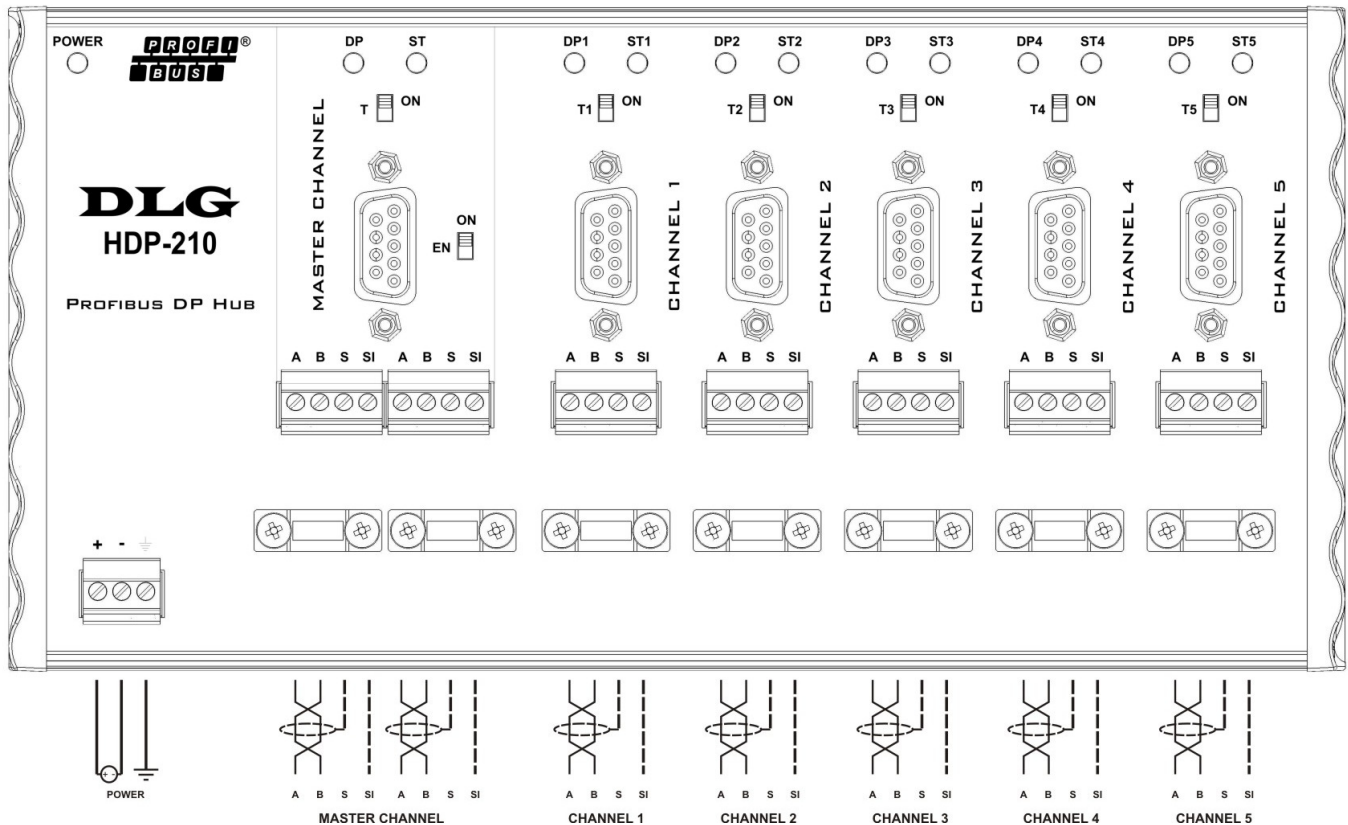 POWER
PROFI®
BUS
DP ST
DP1 ST1
DP2 ST2
DP3 ST3
DP4 ST4
DP5 ST5
T ON
T1 ON
T2 ON
T3 ON
T4 ON
T5 ON
MASTER CHANNEL
ON
EN
CHANNEL 1
CHANNEL 2
CHANNEL 3
CHANNEL 4
CHANNEL 5
DLG
HDP-210
PROFIBUS DP HUB
A B S SI A B S SI
A B S SI
A B S SI
A B S SI
A B S SI
A B S SI
+ -
POWER
A B S SI A B S SI
MASTER CHANNEL
A B S SI
CHANNEL 1
A B S SI
CHANNEL 2
A B S SI
CHANNEL 3
A B S SI
CHANNEL 4
A B S SI
CHANNEL 5